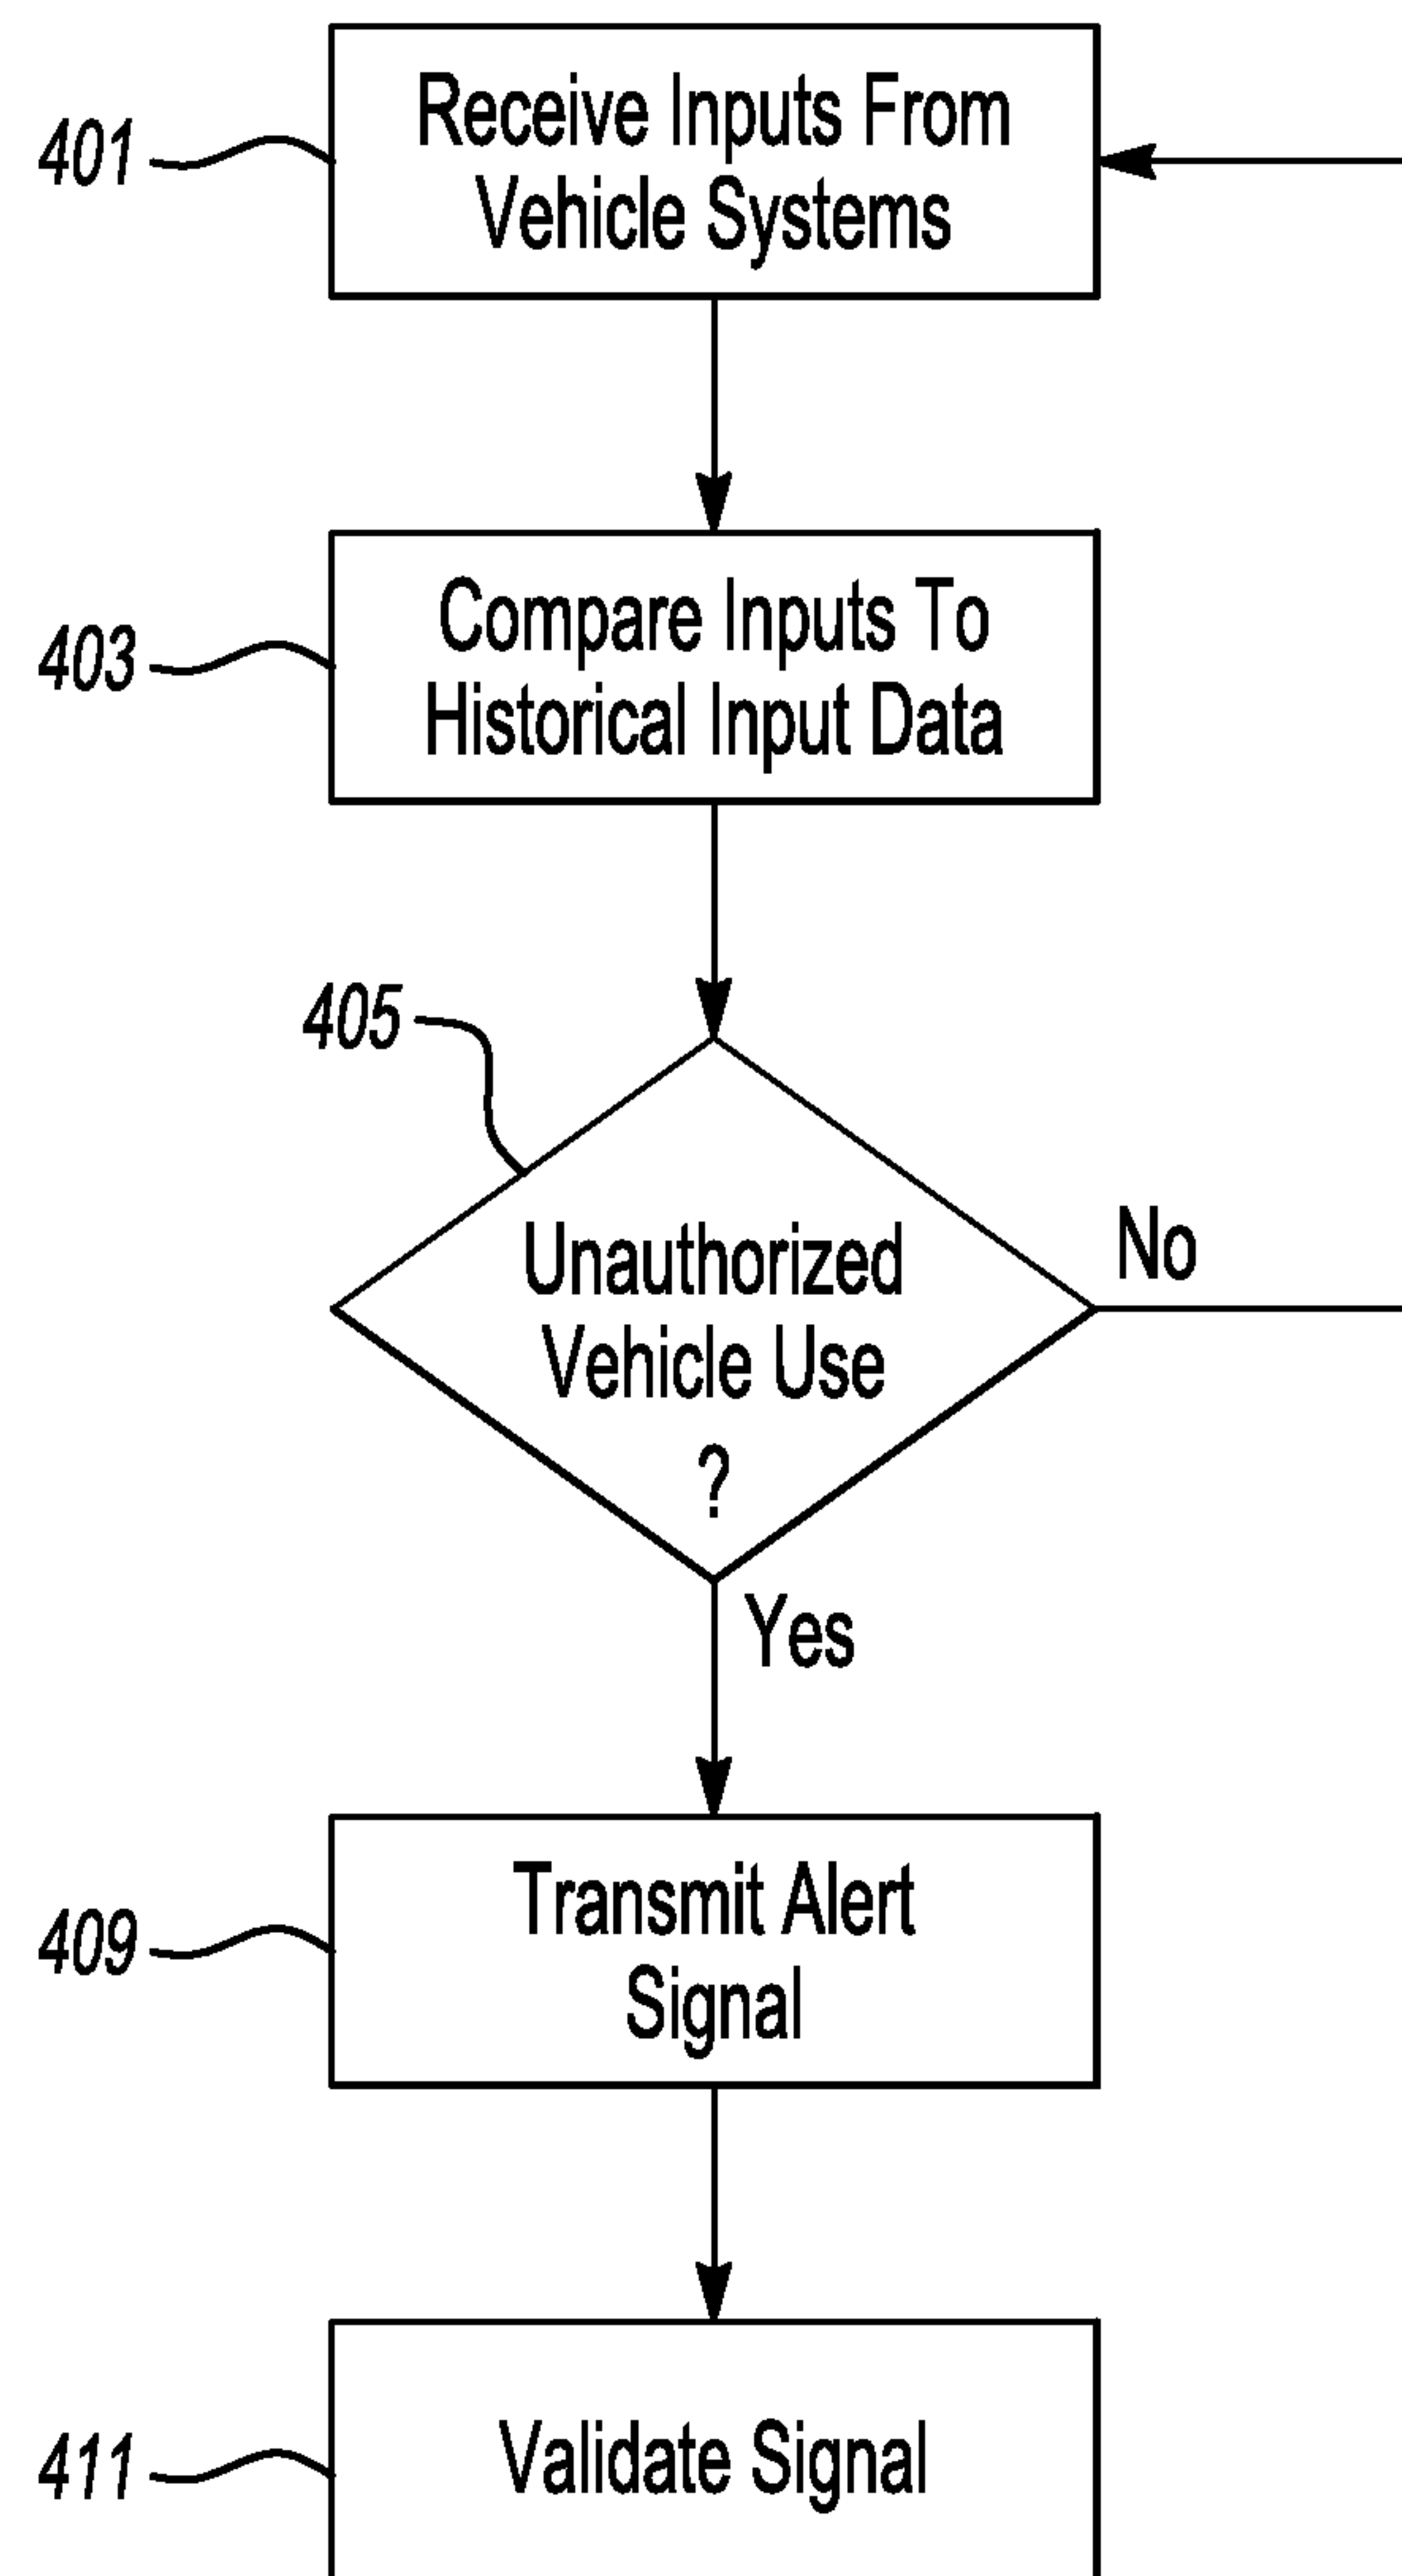 401
Receive Inputs From
Vehicle Systems
403
Compare Inputs To
Historical Input Data
405
Unauthorized
Vehicle Use
?
No
Yes
409
Transmit Alert
Signal
411
Validate Signal